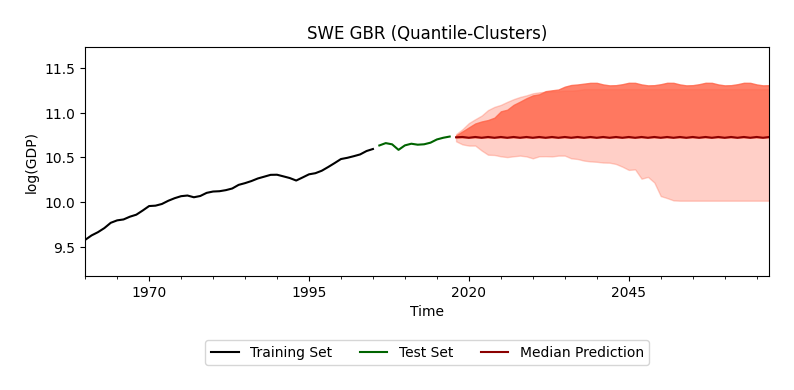 SWE GBR (Quantile-Clusters)
11.5
11.0
10.5
10.0
9.5
log(GDP)
1970 1995 2020 2045
Time
Training Set Test Set Median Prediction